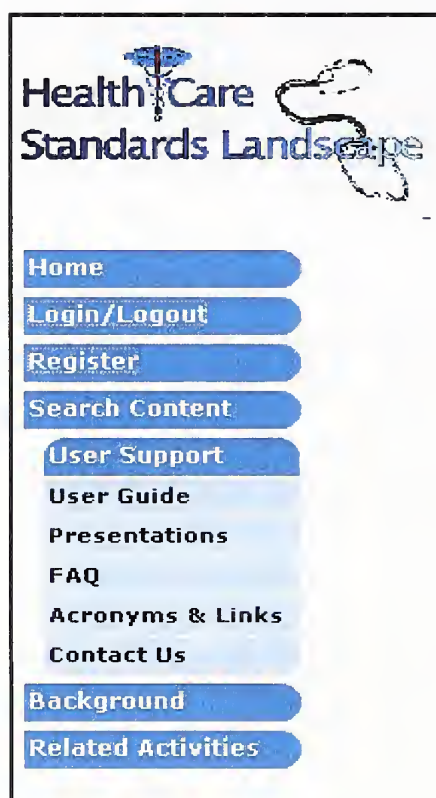 Health Care
Standards Landscape
Home
Login/Logout
Register
Search Content
User Support
User Guide
Presentations
FAQ
Acronyms & Links
Contact Us
Background
Related Activities